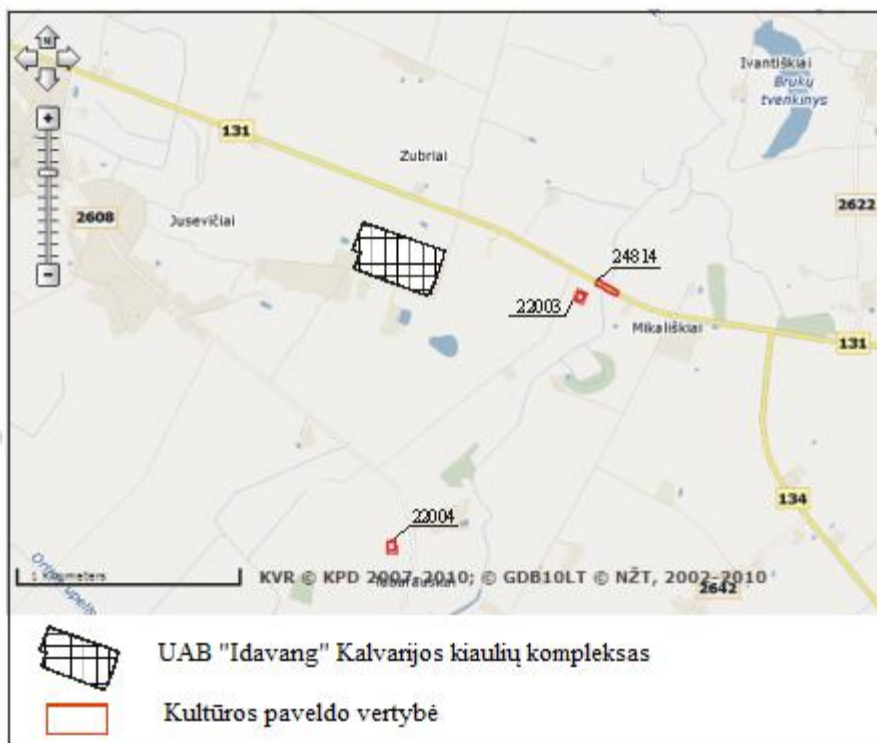 N
Ivantiškiai
Brukų
tvenkinys
131
Zubriai
2608
Jusevičiai
2622
24814
22003
Mikališkiai
131
134
22004
1 kilometers
KVR © KPD 2007-2010; © GDB10LT © NŽT, 2002-2010
2642
UAB "Idavang" Kalvarijos kiaulių kompleksas
Kultūros paveldo vertybė